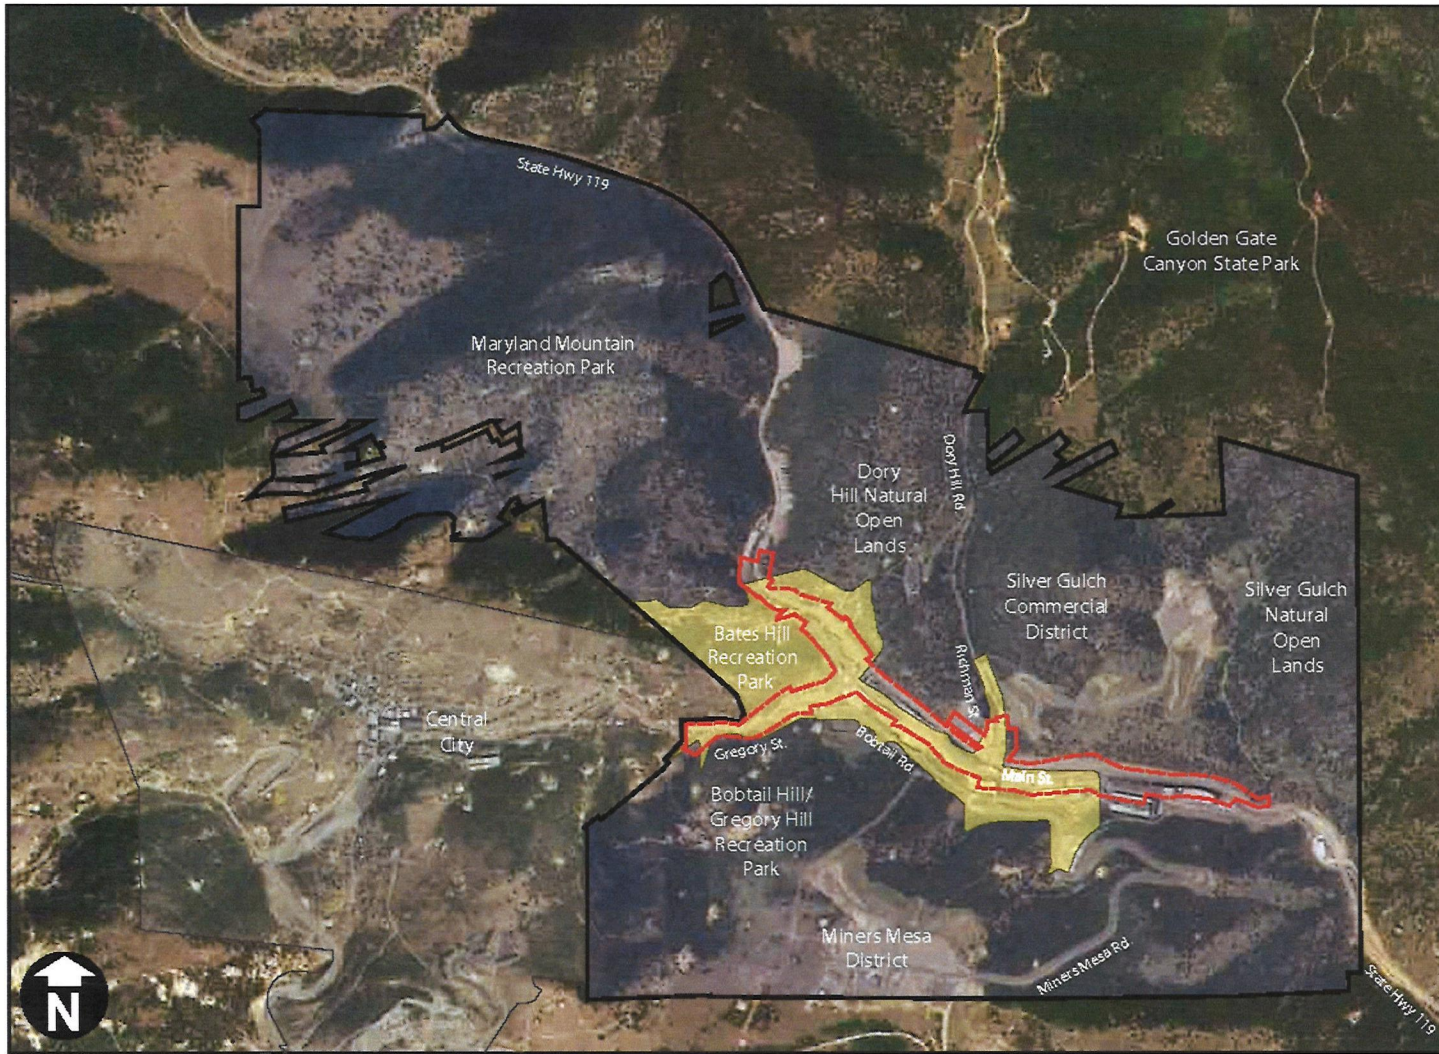 State Hwy 119
Golden Gate
Canyon State Park
Maryland Mountain
Recreation Park
Dory Hill Rd.
Dory
Hill Natural
Open
Lands
Silver Gulch
Commercial
District
Silver Gulch
Natural
Open
Lands
Bates Hill
Recreation
Park
Richman St.
Central
City
Gregory St.
Bobtail Rd.
Main St.
Bobtail Hill/
Gregory Hill
Recreation
Park
Miners Mesa
District
Miners Mesa Rd.
State Hwy 119
N